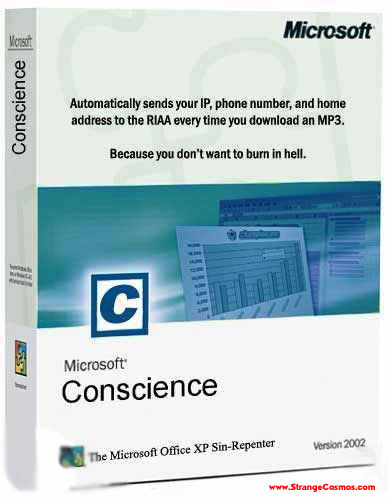 Microsoft®
Automatically sends your IP, phone number, and home
address to the RIAA every time you download an MP3.
Because you don't want to burn in hell.
Microsoft
Conscience
C
Microsoft®
Conscience
The Microsoft Office XP Sin-Repenter
Version 2002
www.StrangeCosmos.com